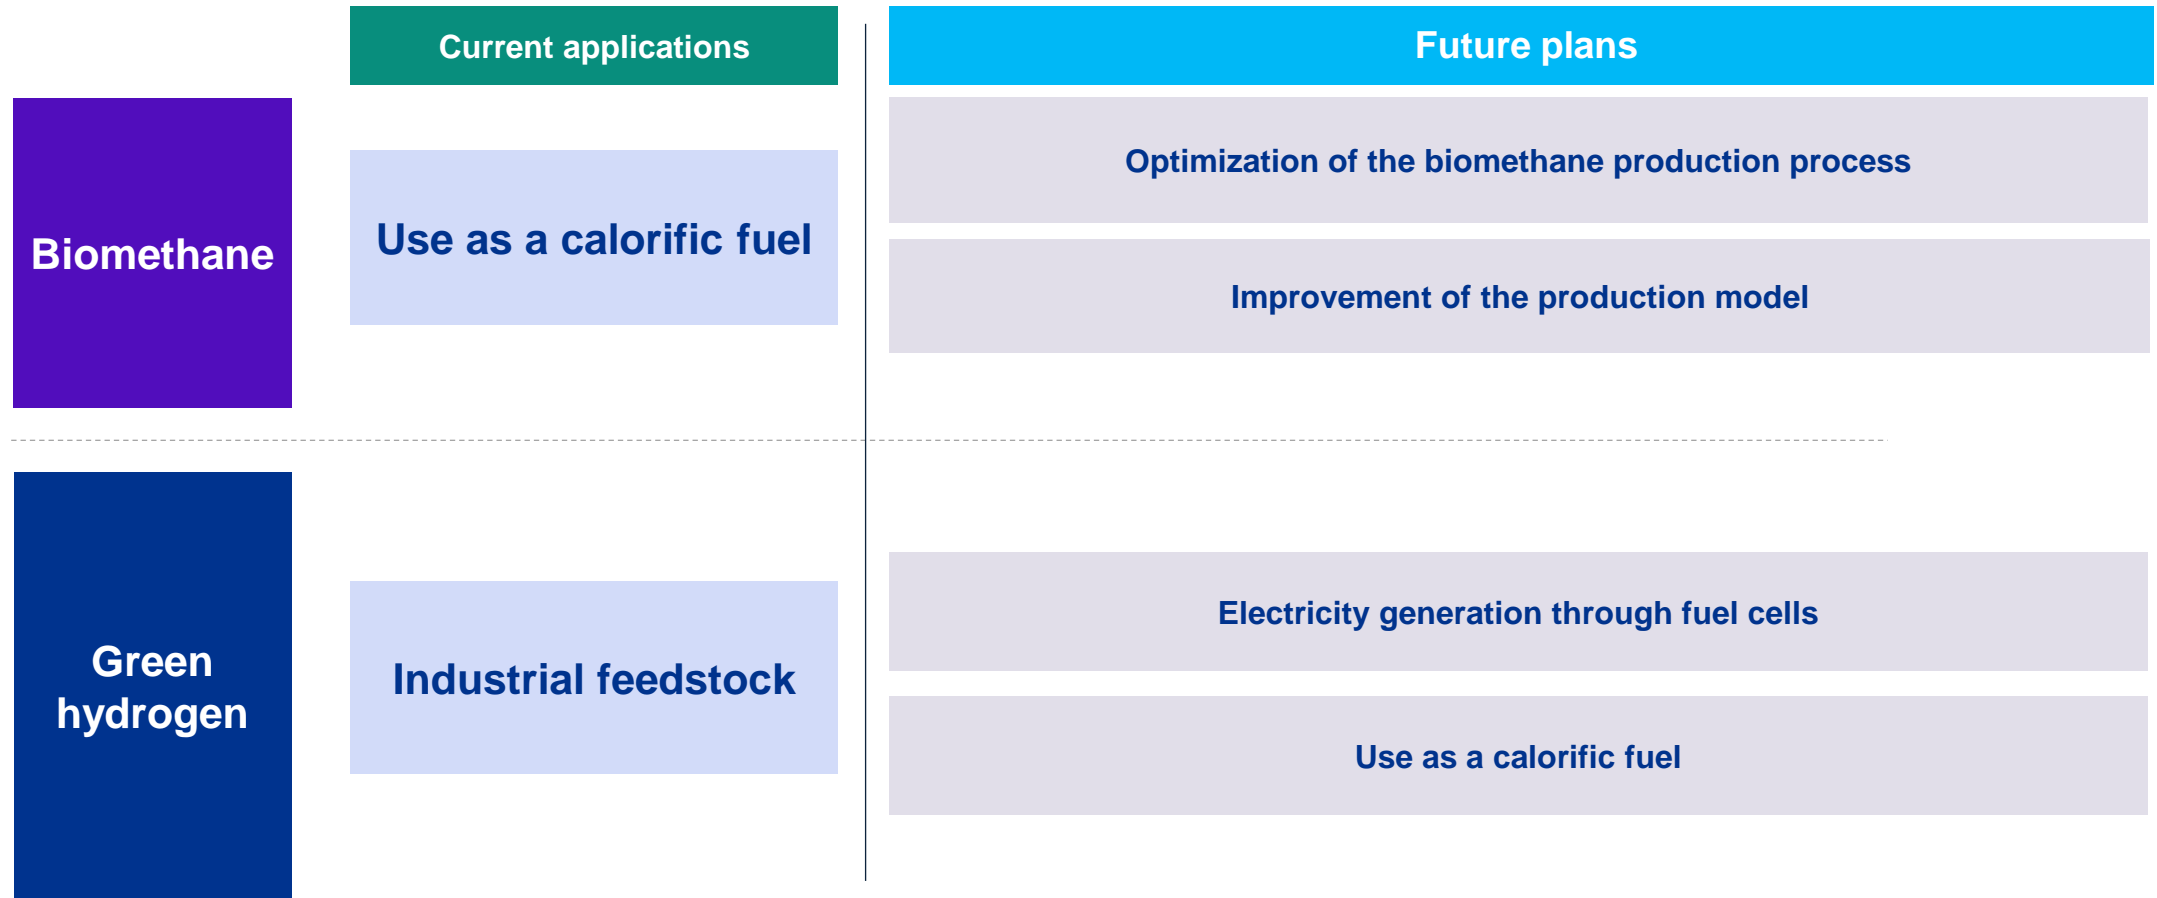 Current applications
Future plans
Biomethane
Use as a calorific fuel
Optimization of the biomethane production process
Improvement of the production model
Green
hydrogen
Industrial feedstock
Electricity generation through fuel cells
Use as a calorific fuel